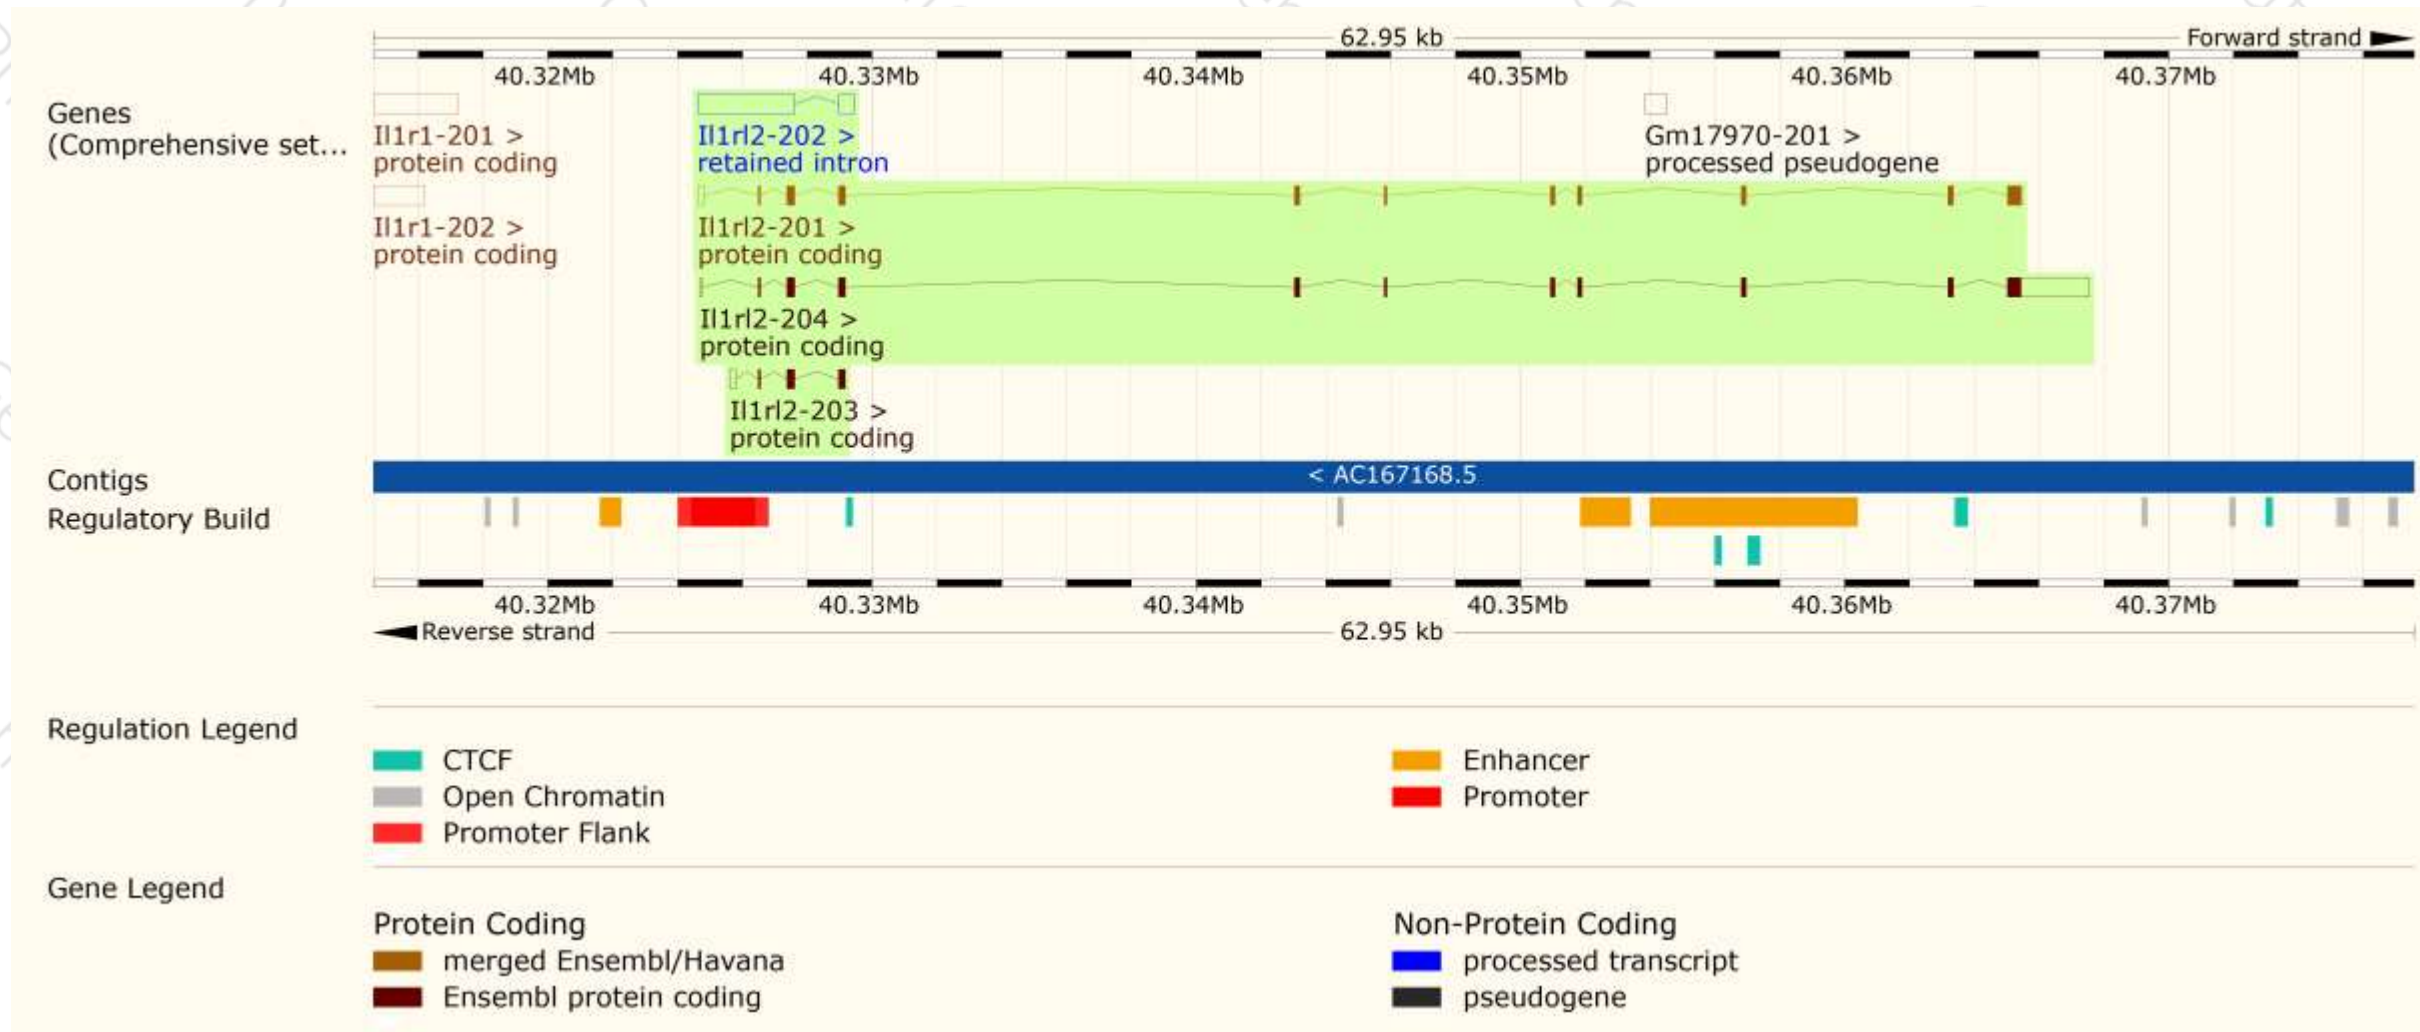 62.95 kb
Forward strand
40.32Mb 40.33Mb 40.34Mb 40.35Mb 40.36Mb 40.37Mb
Genes
(Comprehensive set...
Il1r1-201 >
protein coding
Il1rl2-202 >
retained intron
Gm17970-201 >
processed pseudogene
Il1r1-202 >
protein coding
Il1rl2-201 >
protein coding
Il1rl2-204 >
protein coding
Il1rl2-203 >
protein coding
Contigs
< AC167168.5
Regulatory Build
40.32Mb 40.33Mb 40.34Mb 40.35Mb 40.36Mb 40.37Mb
Reverse strand
62.95 kb
Regulation Legend
CTCF
Enhancer
Open Chromatin
Promoter
Promoter Flank
Gene Legend
Protein Coding
Non-Protein Coding
merged Ensembl/Havana
processed transcript
Ensembl protein coding
pseudogene